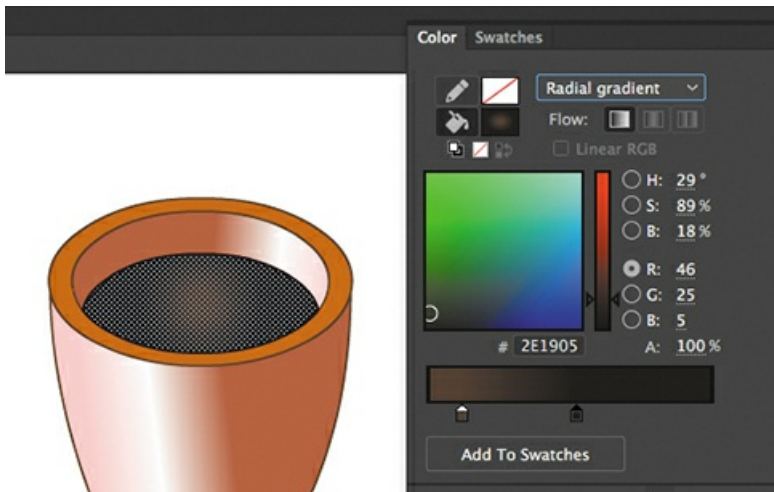 Color Swatches
Radial gradient
Flow:
Linear RGB
H: 29 °
S: 89 %
B: 18 %
R: 46
G: 25
B: 5
# 2E1905 A: 100 %
Add To Swatches